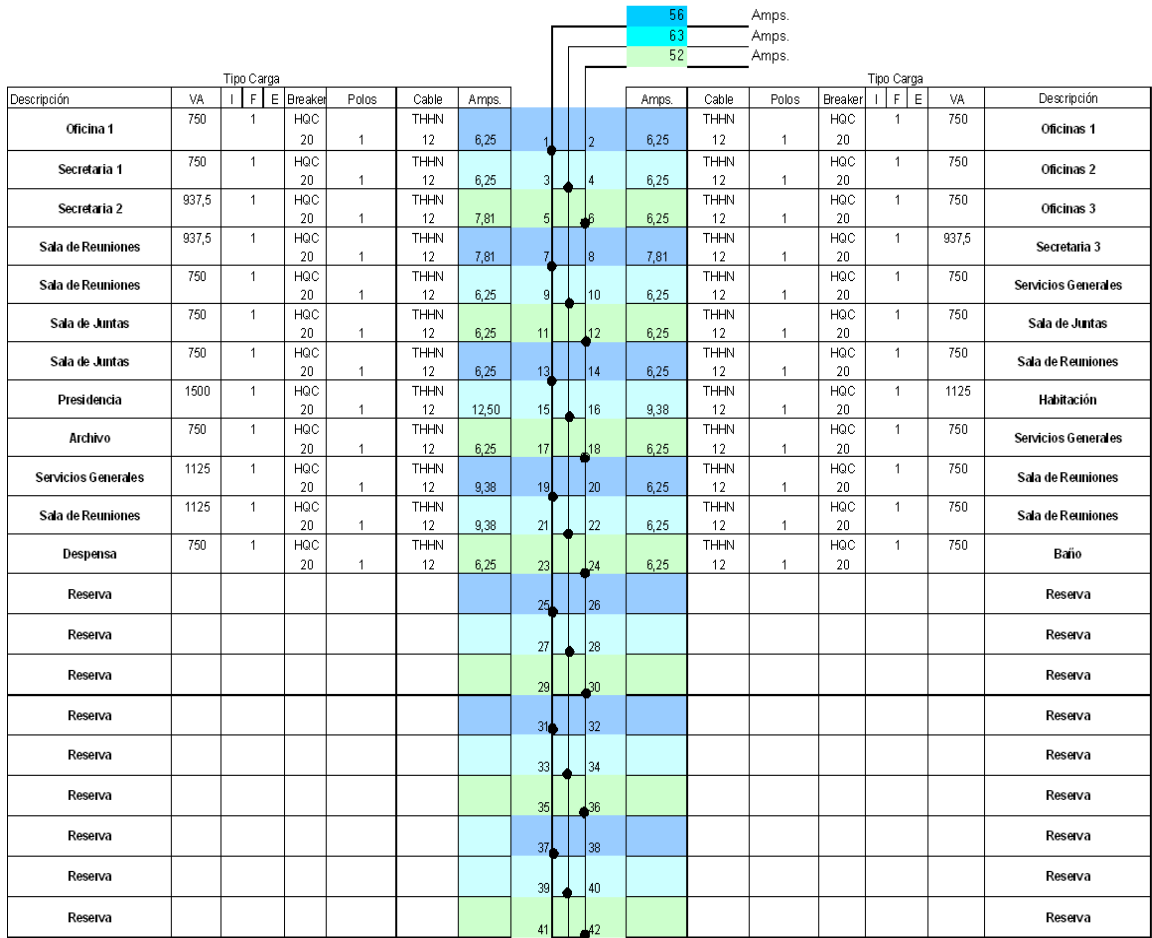 56 Amps.
63 Amps.
52 Amps.
Tipo Carga Tipo Carga
Descripción VA I F E Breaker Polos Cable Amps. Amps. Cable Polos Breaker I F E VA Descripción
Oficina 1 750 1 HQC 20 1 THHN 12 6,25 1 2 6,25 THHN 12 1 HQC 20 1 750 Oficinas 1
Secretaria 1 750 1 HQC 20 1 THHN 12 6,25 3 4 6,25 THHN 12 1 HQC 20 1 750 Oficinas 2
Secretaria 2 937,5 1 HQC 20 1 THHN 12 7,81 5 6 6,25 THHN 12 1 HQC 20 1 750 Oficinas 3
Sala de Reuniones 937,5 1 HQC 20 1 THHN 12 7,81 7 8 7,81 THHN 12 1 HQC 20 1 937,5 Secretaria 3
Sala de Reuniones 750 1 HQC 20 1 THHN 12 6,25 9 10 6,25 THHN 12 1 HQC 20 1 750 Servicios Generales
Sala de Juntas 750 1 HQC 20 1 THHN 12 6,25 11 12 6,25 THHN 12 1 HQC 20 1 750 Sala de Juntas
Sala de Juntas 750 1 HQC 20 1 THHN 12 6,25 13 14 6,25 THHN 12 1 HQC 20 1 750 Sala de Reuniones
Presidencia 1500 1 HQC 20 1 THHN 12 12,50 15 16 9,38 THHN 12 1 HQC 20 1 1125 Habitación
Archivo 750 1 HQC 20 1 THHN 12 6,25 17 18 6,25 THHN 12 1 HQC 20 1 750 Servicios Generales
Servicios Generales 1125 1 HQC 20 1 THHN 12 9,38 19 20 6,25 THHN 12 1 HQC 20 1 750 Sala de Reuniones
Sala de Reuniones 1125 1 HQC 20 1 THHN 12 9,38 21 22 6,25 THHN 12 1 HQC 20 1 750 Sala de Reuniones
Despensa 750 1 HQC 20 1 THHN 12 6,25 23 24 6,25 THHN 12 1 HQC 20 1 750 Baño
Reserva 25 26 Reserva
Reserva 27 28 Reserva
Reserva 29 30 Reserva
Reserva 31 32 Reserva
Reserva 33 34 Reserva
Reserva 35 36 Reserva
Reserva 37 38 Reserva
Reserva 39 40 Reserva
Reserva 41 42 Reserva